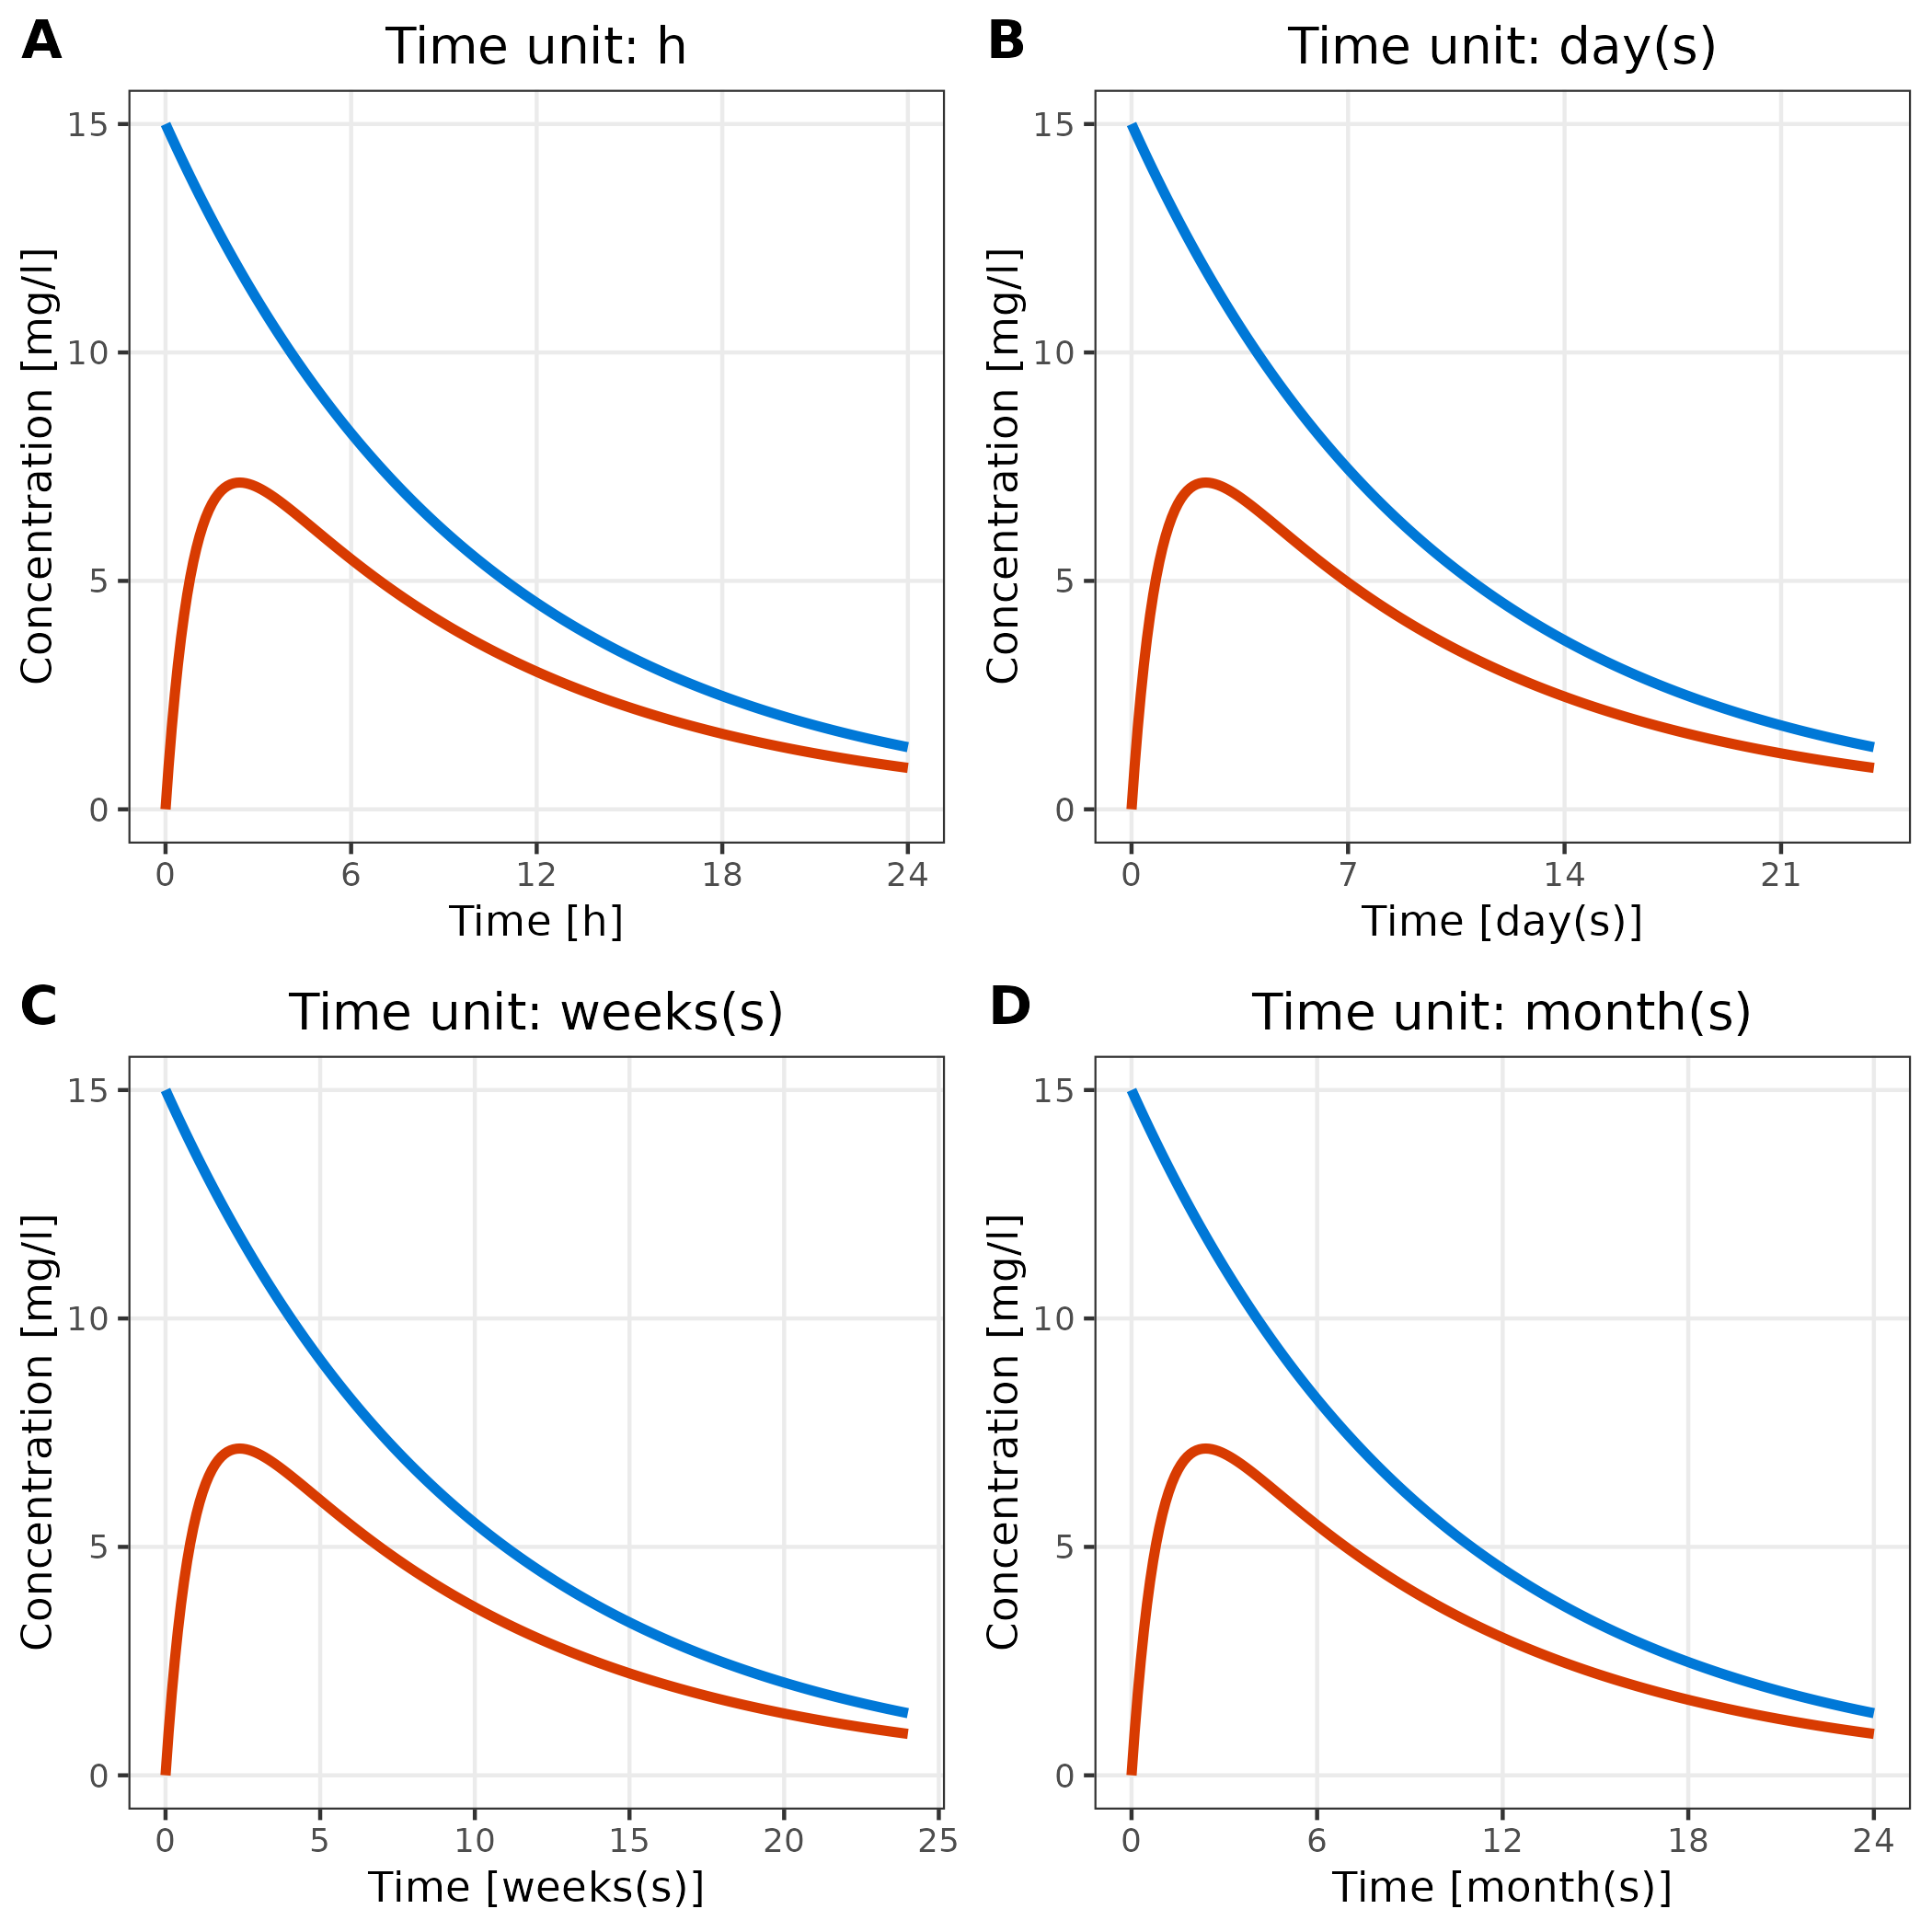 A
Time unit: h
Concentration [mg/l]
15
10
5
0
0 6 12 18 24
Time [h]
B
Time unit: day(s)
Concentration [mg/l]
15
10
5
0
0 7 14 21
Time [day(s)]
C
Time unit: weeks(s)
Concentration [mg/l]
15
10
5
0
0 5 10 15 20 25
Time [weeks(s)]
D
Time unit: month(s)
Concentration [mg/l]
15
10
5
0
0 6 12 18 24
Time [month(s)]